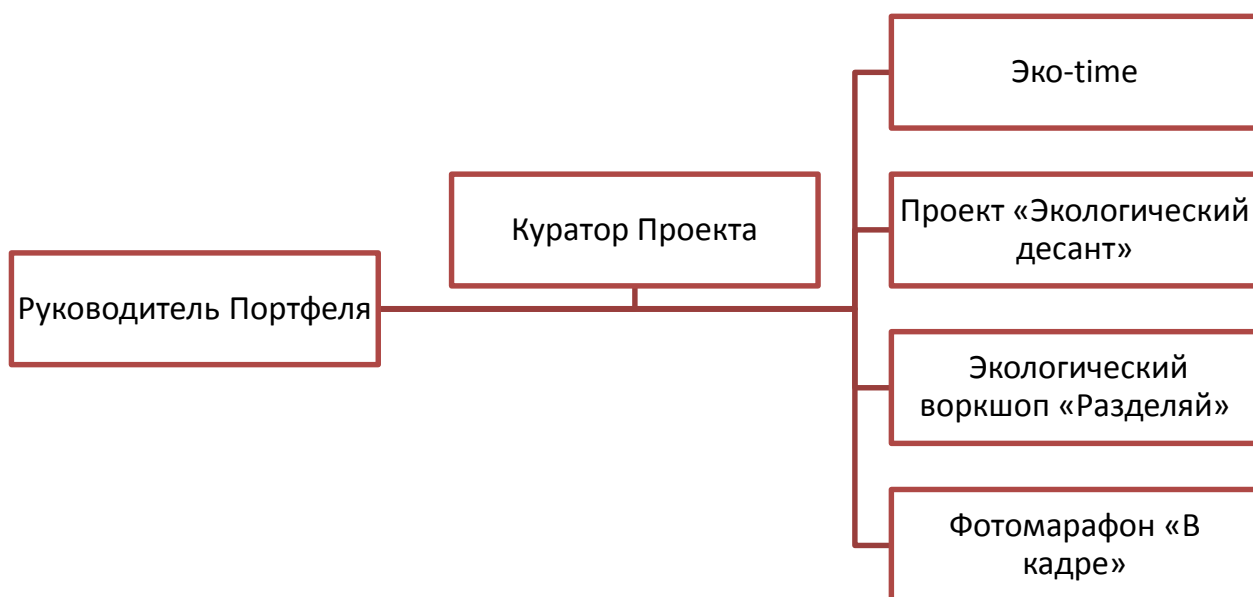 Эко-time
Куратор Проекта
Проект «Экологический
десант»
Руководитель Портфеля
Экологический
воркшоп «Разделяй»
Фотомарафон «В
кадре»